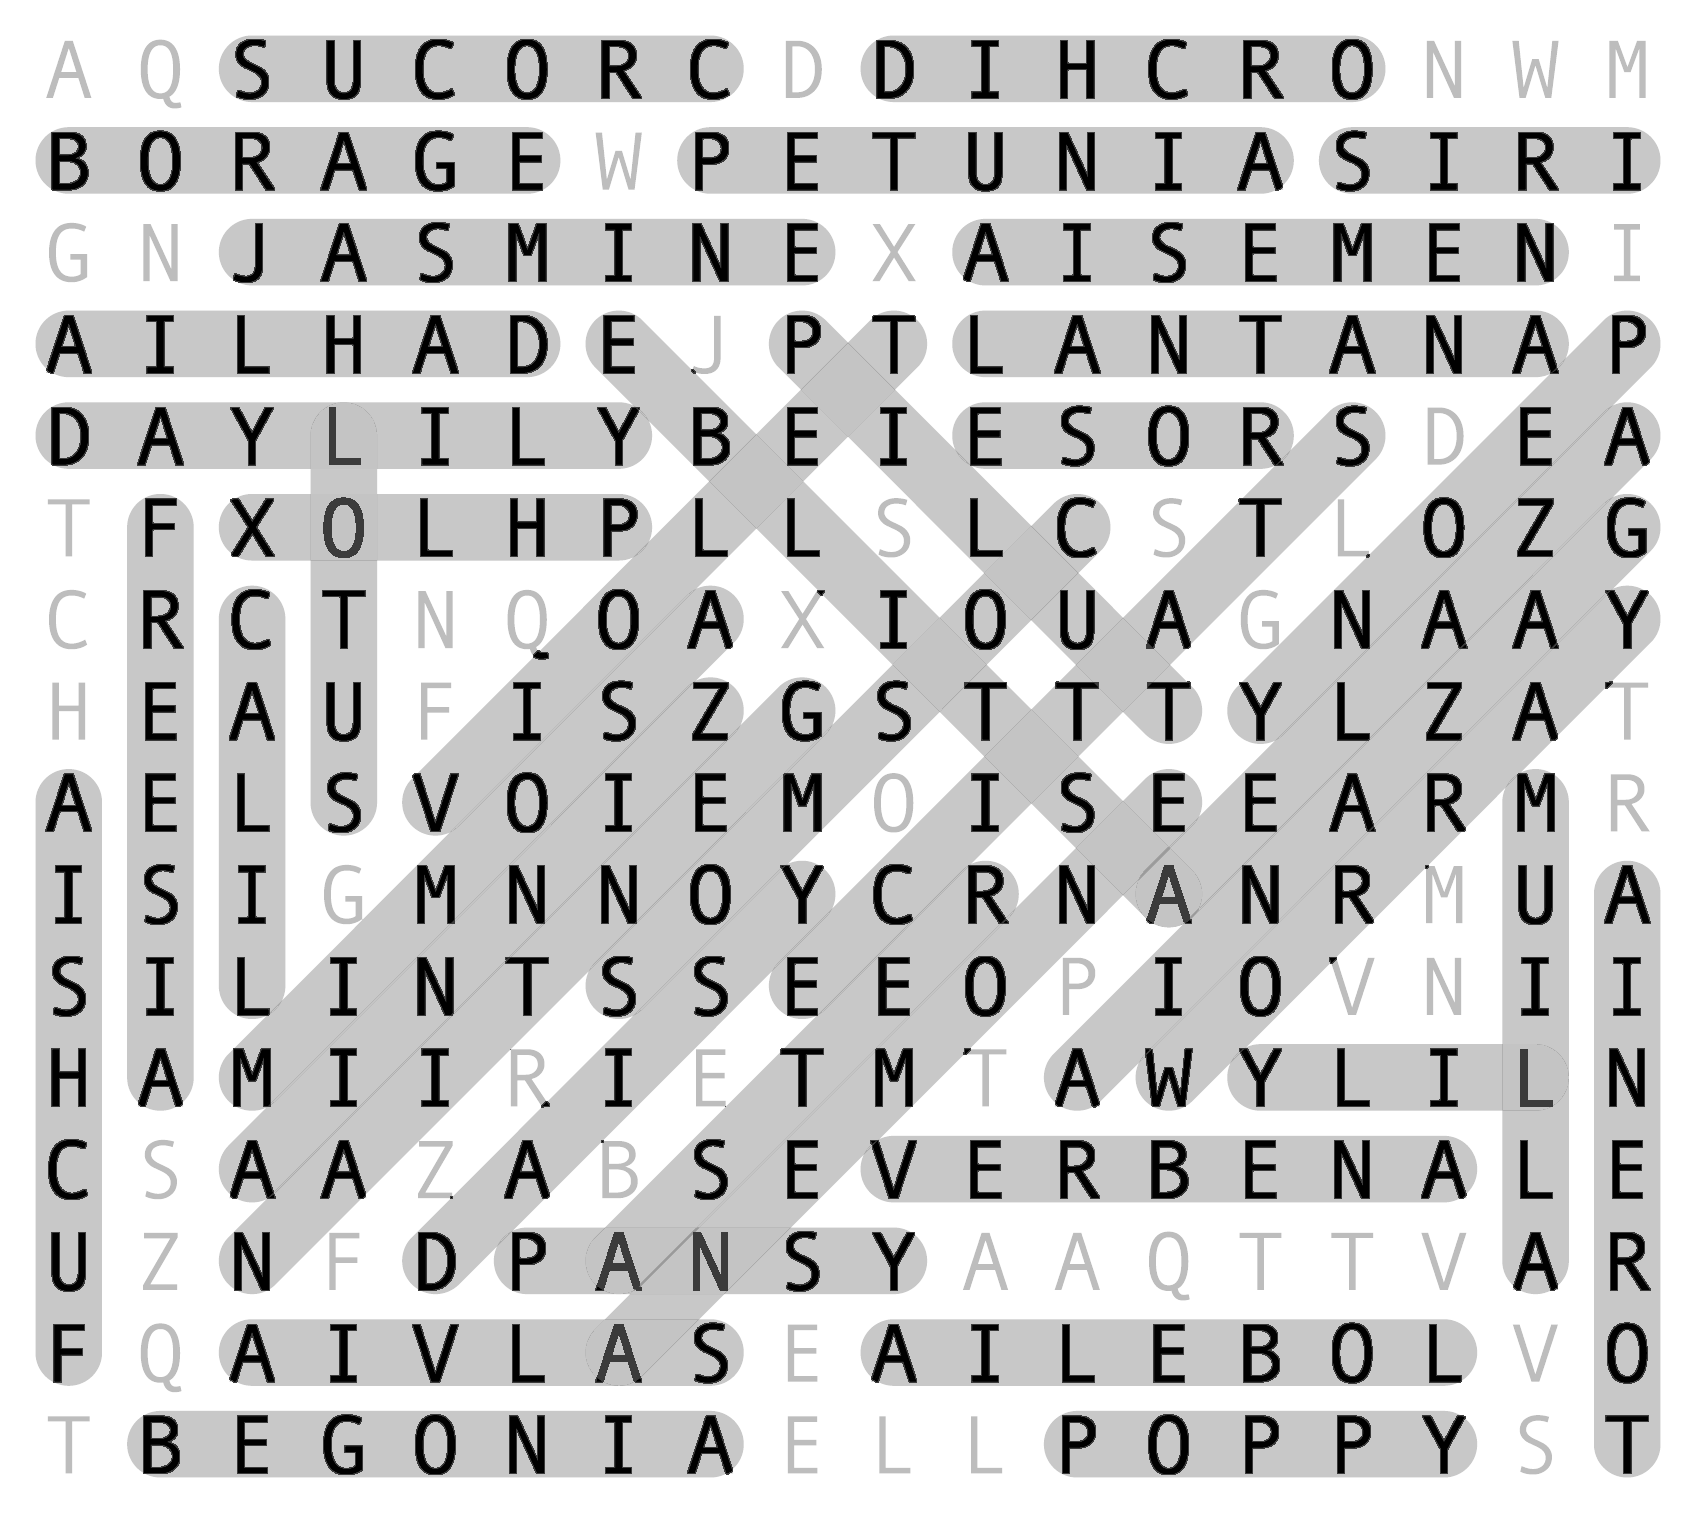 A Q S U C O R C D D I H C R O N W M
B O R A G E W P E T U N I A S I R I
G N J A S M I N E X A I S E M E N I
A I L H A D E J P T L A N T A N A P
D A Y L I L Y B E I E S O R S D E A
T F X O L H P L L S L C S T L O Z G
C R C T N Q O A X I O U A G N A A Y
H E A U F I S Z G S T T T Y L Z A T
A E L S V O I E M O I S E E A R M R
I S I G M N N O Y C R N A N R M U A
S I L I N T S S E E O P I O V N I I
H A M I I R I E T M T A W Y L I L N
C S A A Z A B S E V E R B E N A L E
U Z N F D P A N S Y A A Q T T V A R
F Q A I V L A S E A I L E B O L V O
T B E G O N I A E L L P O P P Y S T